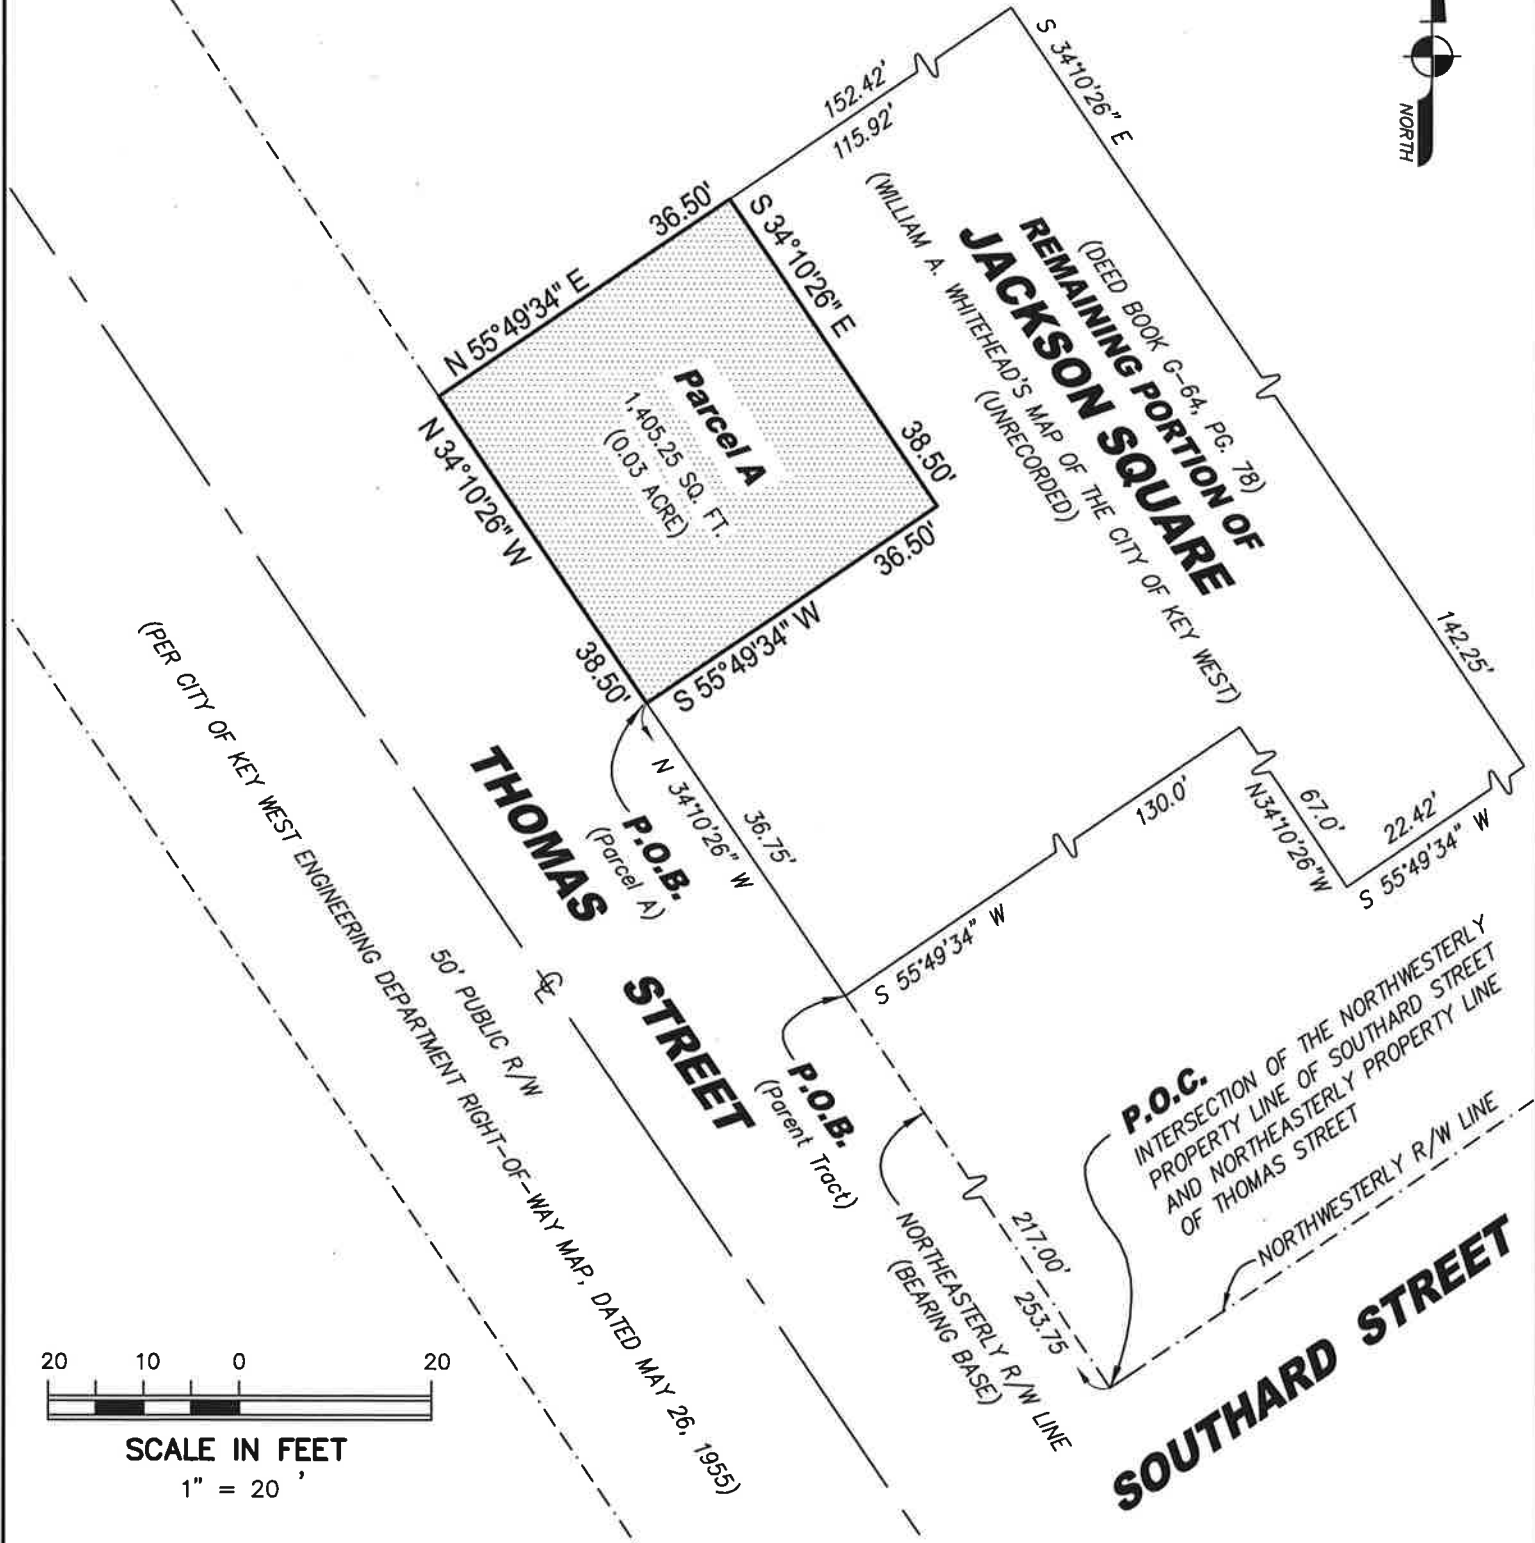 NORTH
S 34°10'26" E
152.42'
115.92'
36.50'
N 55°49'34" E
S 34°10'26" E
38.50'
Parcel A
1,405.25 SQ. FT.
(0.03 ACRE)
N 34°10'26" W
38.50'
36.50'
S 55°49'34" W
(DEED BOOK G-64, PG. 78)
REMAINING PORTION OF
JACKSON SQUARE
(WILLIAM A. WHITEHEAD'S MAP OF THE CITY OF KEY WEST)
(UNRECORDED)
142.25'
22.42'
S 55°49'34" W
67.0'
N34°10'26"W
130.0'
S 55°49'34" W
36.75'
N 34°10'26" W
P.O.B.
(Parcel A)
THOMAS
STREET
P.O.B.
(Parent Tract)
50' PUBLIC R/W
(PER CITY OF KEY WEST ENGINEERING DEPARTMENT RIGHT-OF-WAY MAP, DATED MAY 26, 1955)
P.O.C.
INTERSECTION OF THE NORTHWESTERLY
PROPERTY LINE OF SOUTHARD STREET
AND NORTHEASTERLY PROPERTY LINE
OF THOMAS STREET
NORTHWESTERLY R/W LINE
217.00'
253.75
NORTHEASTERLY R/W LINE
(BEARING BASE)
SOUTHARD STREET
20 10 0 20
SCALE IN FEET
1" = 20 '